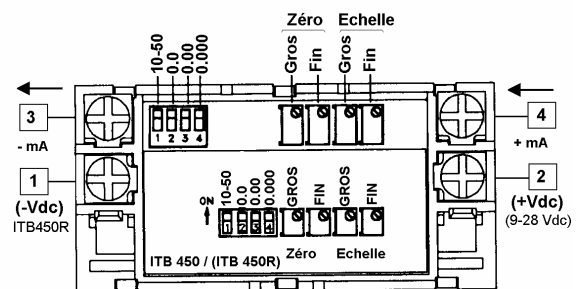 Zéro Echelle
10-50 0.0 0.00 0.000 Gros Fin Gros Fin
1 2 3 4
3 4
- mA + mA
1 2
(-Vdc) (+Vdc)
ITB450R (9-28 Vdc)
10-50 0.0 0.00 0.000 GROS FIN GROS FIN
ON
1 2 3 4
Zéro Echelle
ITB 450 / (ITB 450R)